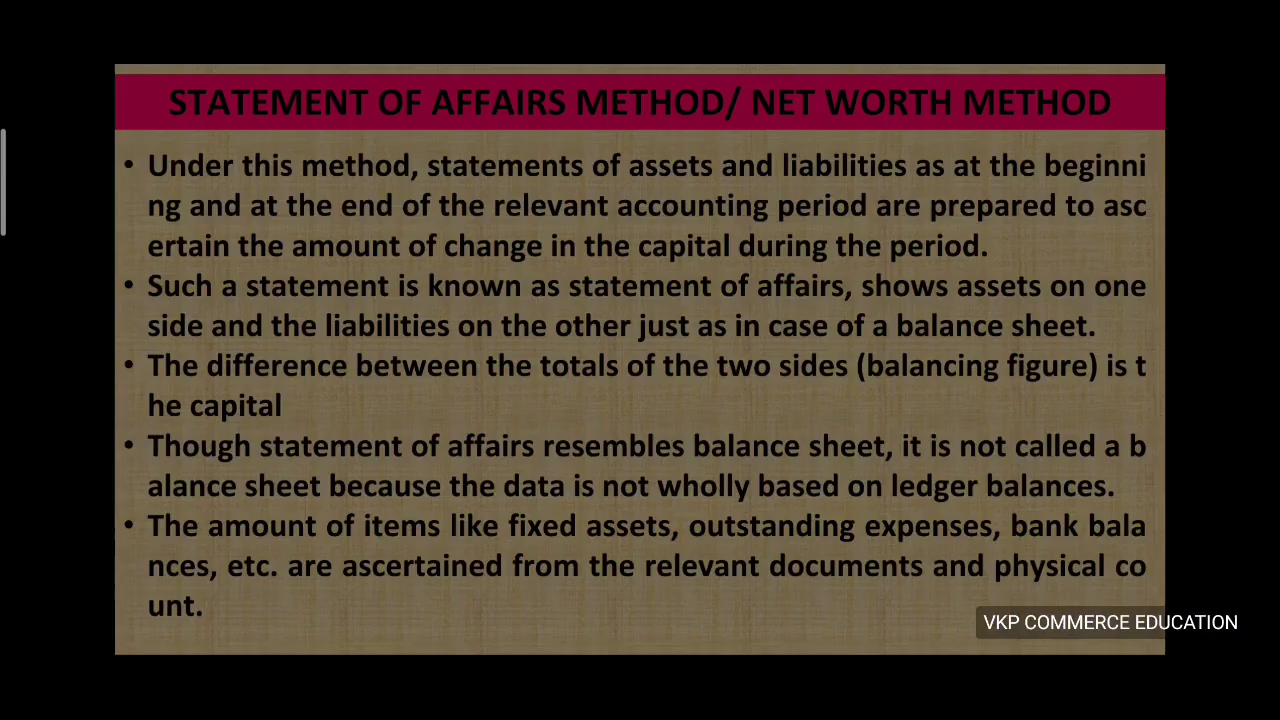 STATEMENT OF AFFAIRS METHOD/ NET WORTH METHOD
• Under this method, statements of assets and liabilities as at the beginni
ng and at the end of the relevant accounting period are prepared to asc
ertain the amount of change in the capital during the period.
• Such a statement is known as statement of affairs, shows assets on one
side and the liabilities on the other just as in case of a balance sheet.
• The difference between the totals of the two sides (balancing figure) is t
he capital
• Though statement of affairs resembles balance sheet, it is not called a b
alance sheet because the data is not wholly based on ledger balances.
• The amount of items like fixed assets, outstanding expenses, bank bala
nces, etc. are ascertained from the relevant documents and physical co
unt.
VKP COMMERCE EDUCATION